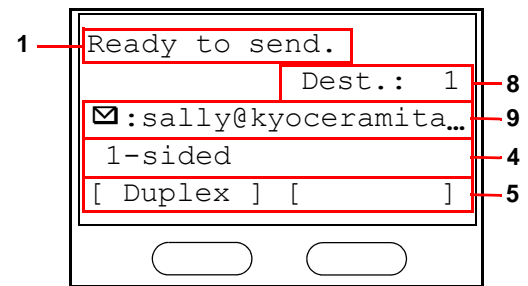 1
Ready to send.
Dest.: 1
8
:sally@kyoceramita…
9
1-sided
4
[ Duplex ] [ ]
5